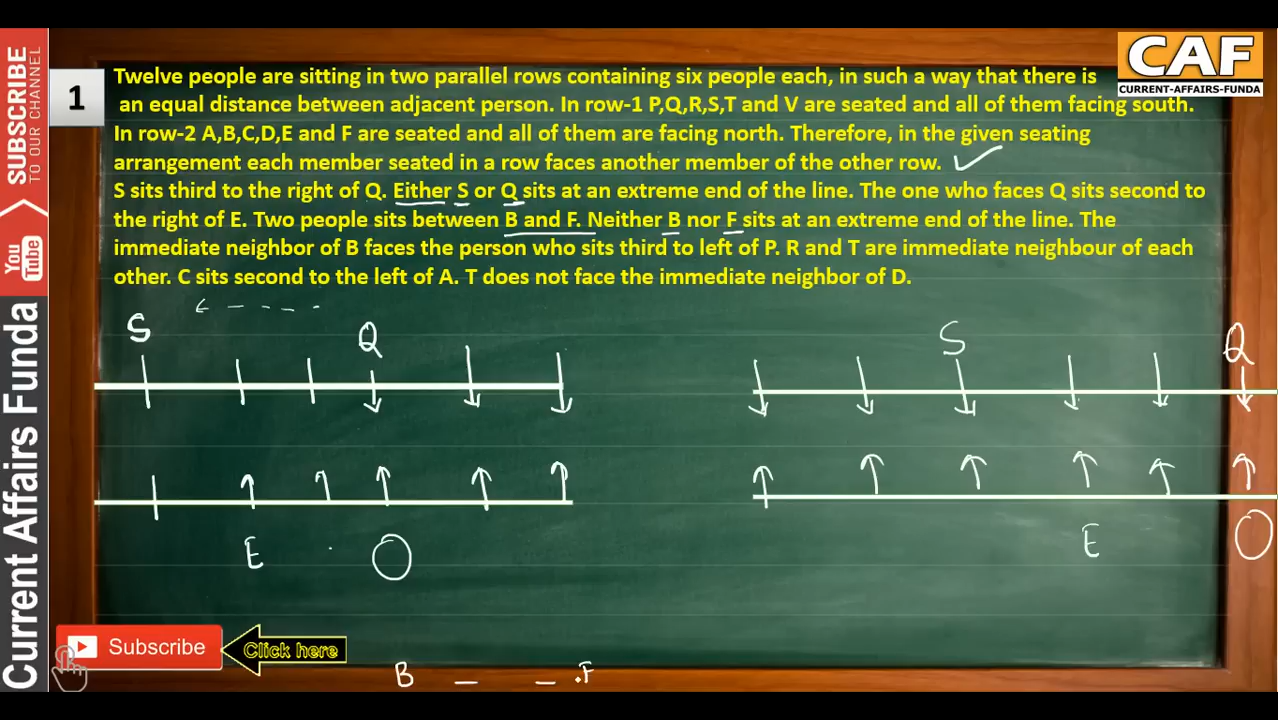 SUBSCRIBE
TO OUR CHANNEL
You
Tube
Current Affairs Funda
CAF
CURRENT-AFFAIRS-FUNDA
1
Twelve people are sitting in two parallel rows containing six people each, in such a way that there is
an equal distance between adjacent person. In row-1 P,Q,R,S,T and V are seated and all of them facing south.
In row-2 A,B,C,D,E and F are seated and all of them are facing north. Therefore, in the given seating
arrangement each member seated in a row faces another member of the other row.
S sits third to the right of Q. Either S or Q sits at an extreme end of the line. The one who faces Q sits second to
the right of E. Two people sits between B and F. Neither B nor F sits at an extreme end of the line. The
immediate neighbor of B faces the person who sits third to left of P. R and T are immediate neighbour of each
other. C sits second to the left of A. T does not face the immediate neighbor of D.
S Q S Q
E E
Subscribe
Click here
B _ _ .F